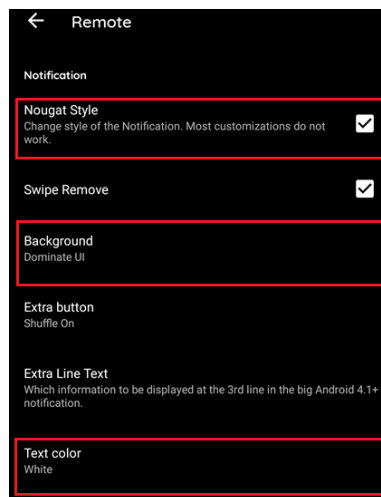 Remote
Notification
Nougat Style
Change style of the Notification. Most customizations do not
work.
Swipe Remove
Background
Dominate UI
Extra button
Shuffle On
Extra Line Text
Which information to be displayed at the 3rd line in the big Android 4.1+
notification.
Text color
White